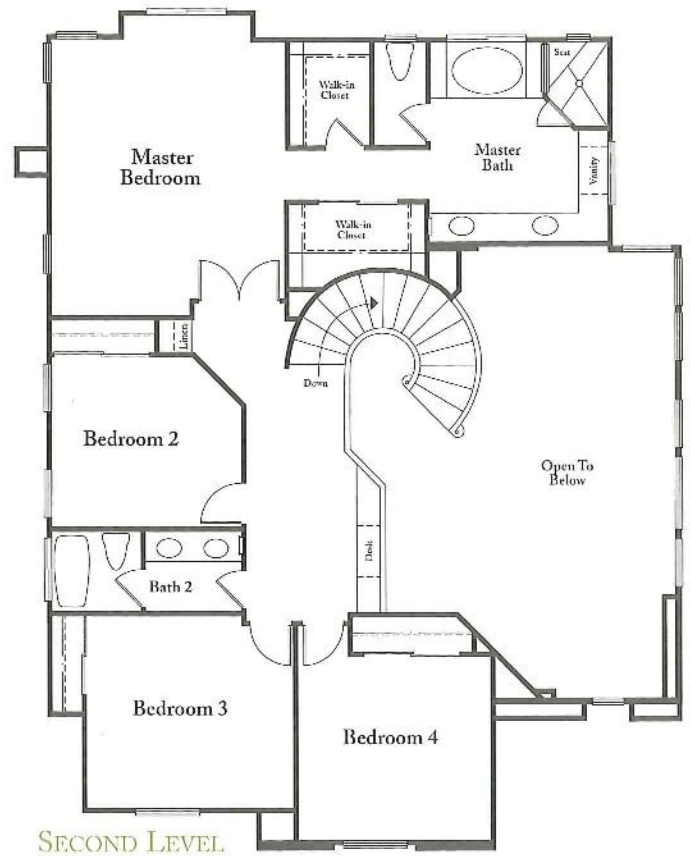 Seat
Walk-in
Closet
Master
Bedroom
Master
Bath
Vanity
Walk-in
Closet
Linen
Down
Bedroom 2
Open To
Below
Desk
Bath 2
Bedroom 3
Bedroom 4
SECOND LEVEL